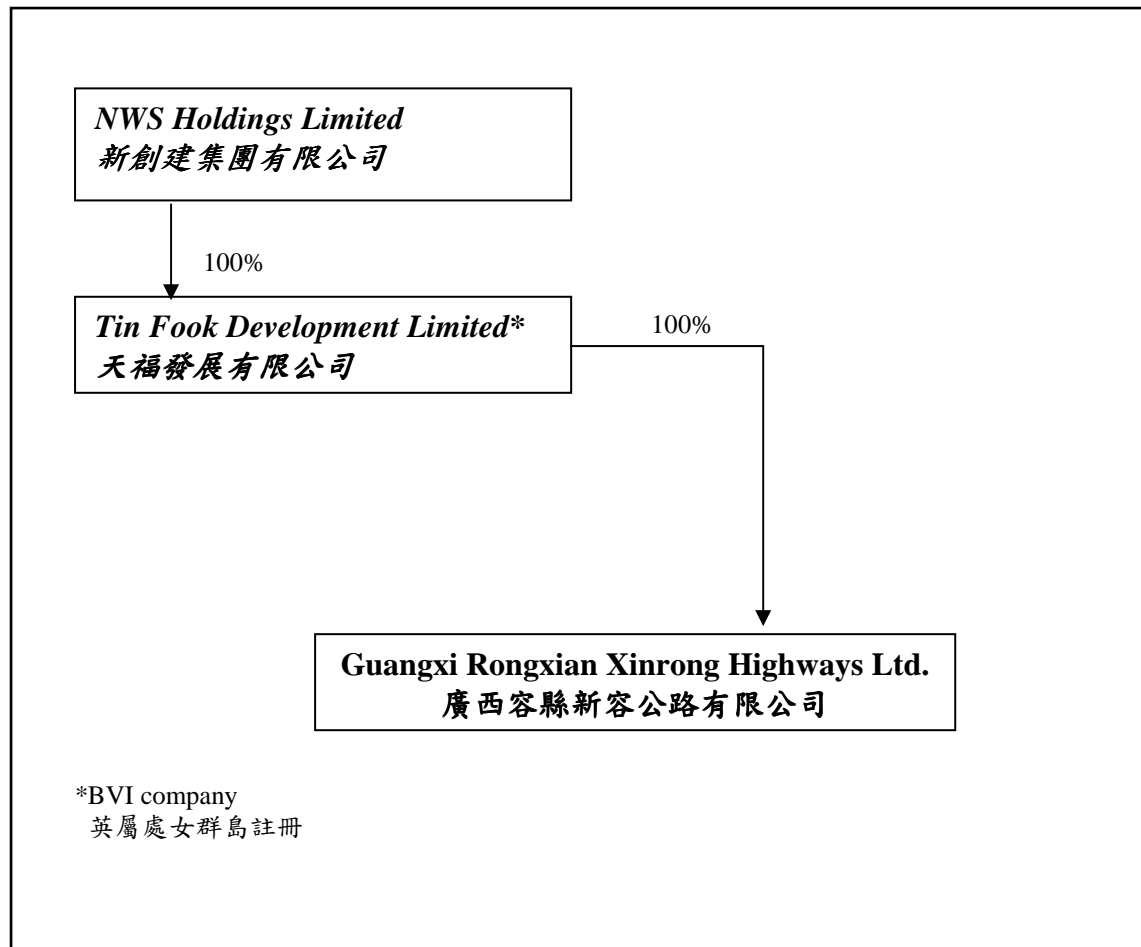 NWS Holdings Limited
新創建集團有限公司
100%
Tin Fook Development Limited*
天福發展有限公司
100%
Guangxi Rongxian Xinrong Highways Ltd.
廣西容縣新容公路有限公司
*BVI company
英屬處女群島註冊